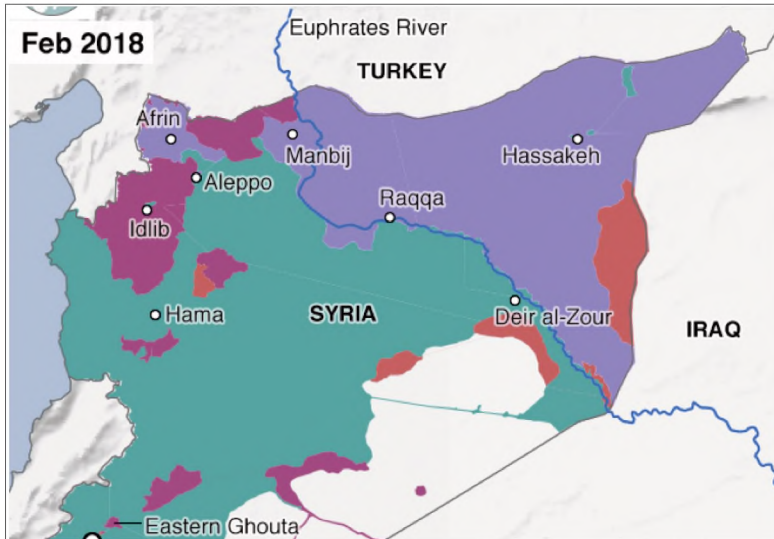 Feb 2018
Euphrates River
TURKEY
Afrin
Manbij
Hassakeh
Aleppo
Raqqa
Idlib
Hama
SYRIA
Deir al-Zour
IRAQ
Eastern Ghouta